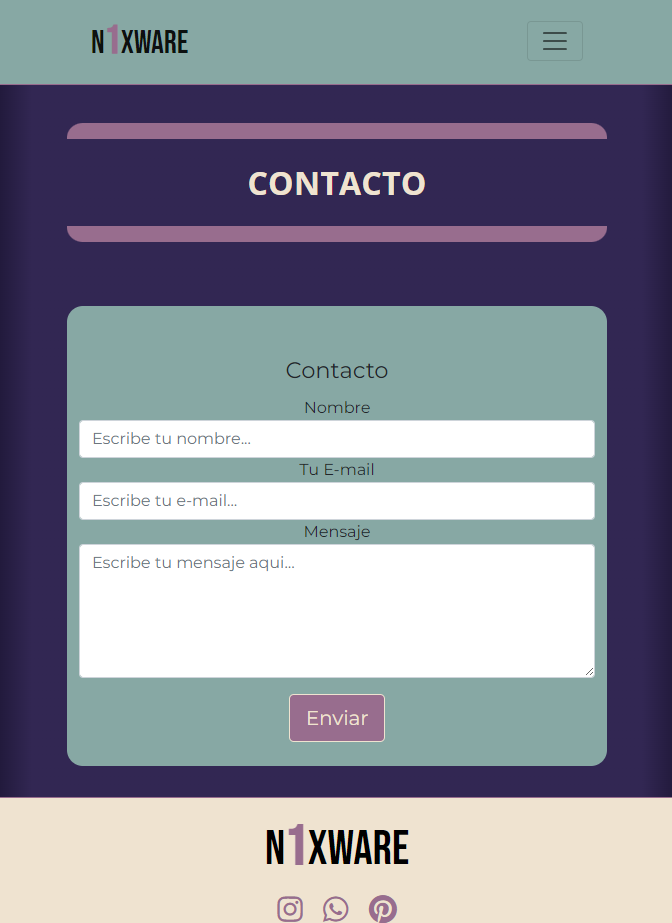 N1XWARE
CONTACTO
Contacto
Nombre
Escribe tu nombre...
Tu E-mail
Escribe tu e-mail...
Mensaje
Escribe tu mensaje aqui...
Enviar
N1XWARE